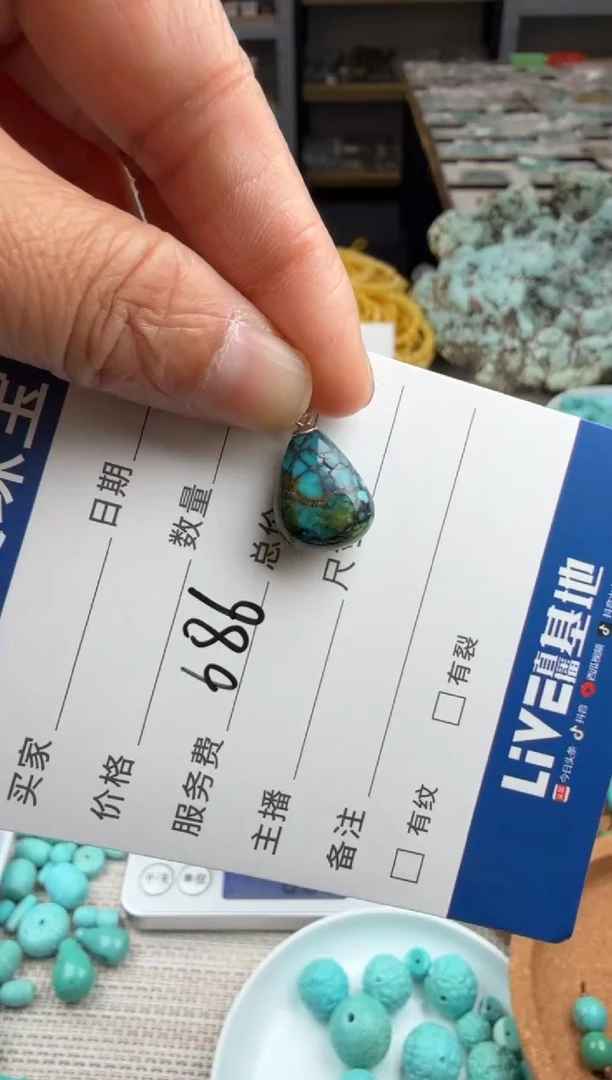 买家 日期
价格 数量
689
服务费 总价
主播 尺
备注
有纹 有裂
LiVE直播基地
今日头条 抖音 西瓜视频